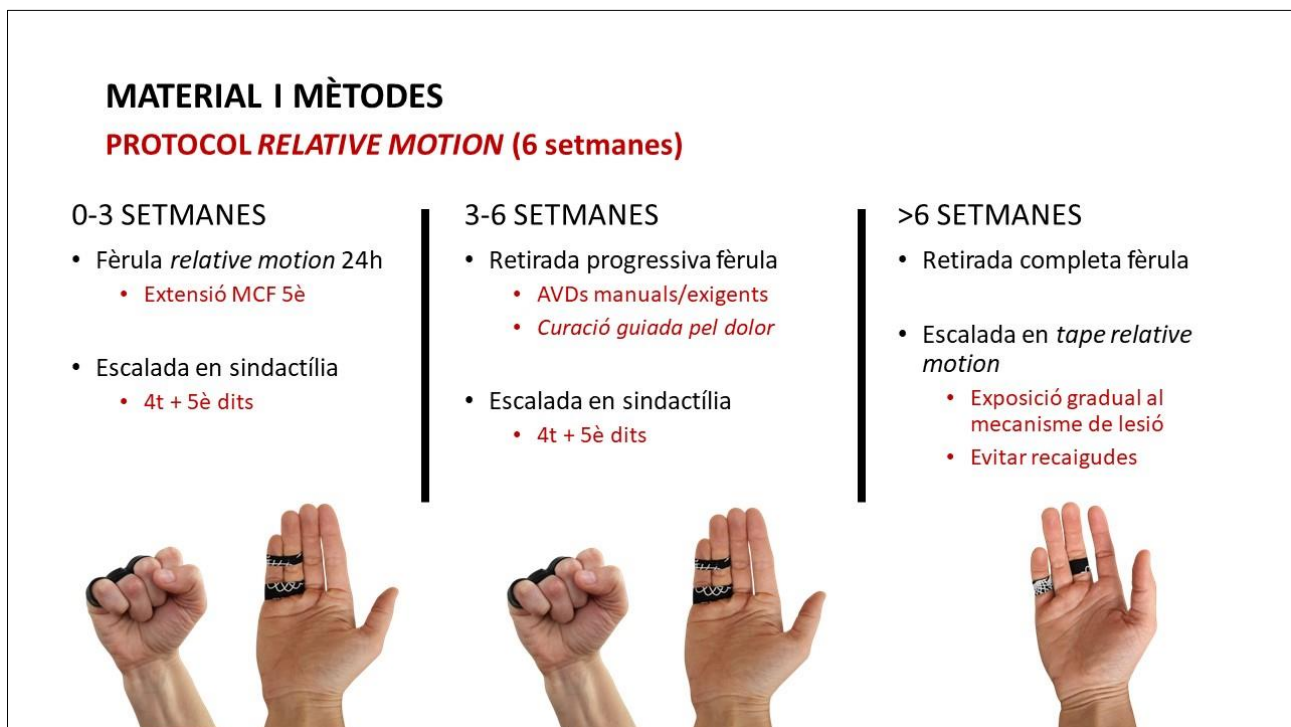 MATERIAL I MÈTODES
PROTOCOL RELATIVE MOTION (6 setmanes)
0-3 SETMANES
• Fèrula relative motion 24h
• Extensió MCF 5è
• Escalada en sindactília
• 4t + 5è dits
3-6 SETMANES
• Retirada progressiva fèrula
• AVDs manuals/exigents
• Curació guiada pel dolor
• Escalada en sindactília
• 4t + 5è dits
>6 SETMANES
• Retirada completa fèrula
• Escalada en tape relative
motion
• Exposició gradual al
mecanisme de lesió
• Evitar recaigudes